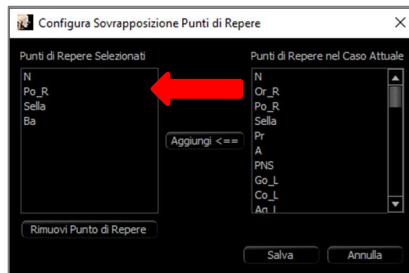 Configura Sovrapposizione Punti di Repere
Punti di Repere Selezionati
N
Po_R
Sella
Ba
Rimuovi Punto di Repere
Aggiungi <==
Punti di Repere nel Caso Attuale
N
Or_R
Po_R
Sella
Pr
A
PNS
Go_L
Co_L
Ag_L
Salva
Annulla